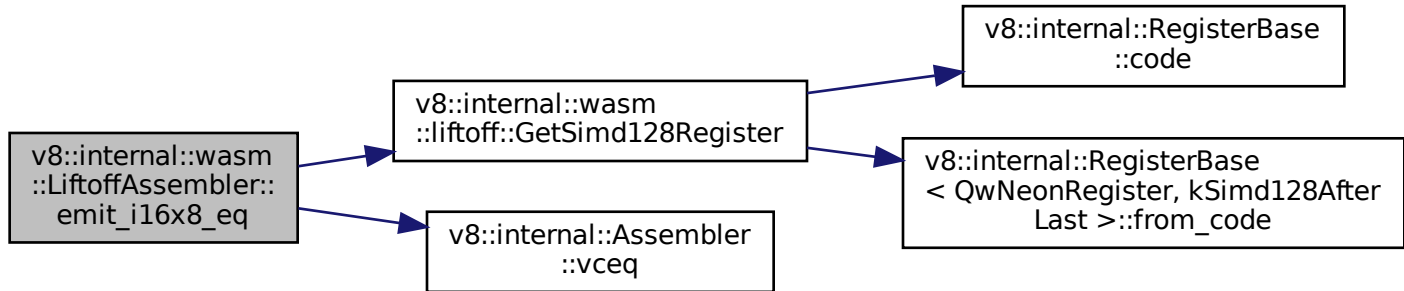 v8::internal::wasm
::LiftoffAssembler::
emit_i16x8_eq
v8::internal::wasm
::liftoff::GetSimd128Register
v8::internal::RegisterBase
::code
v8::internal::RegisterBase
< QwNeonRegister, kSimd128After
Last >::from_code
v8::internal::Assembler
::vceq